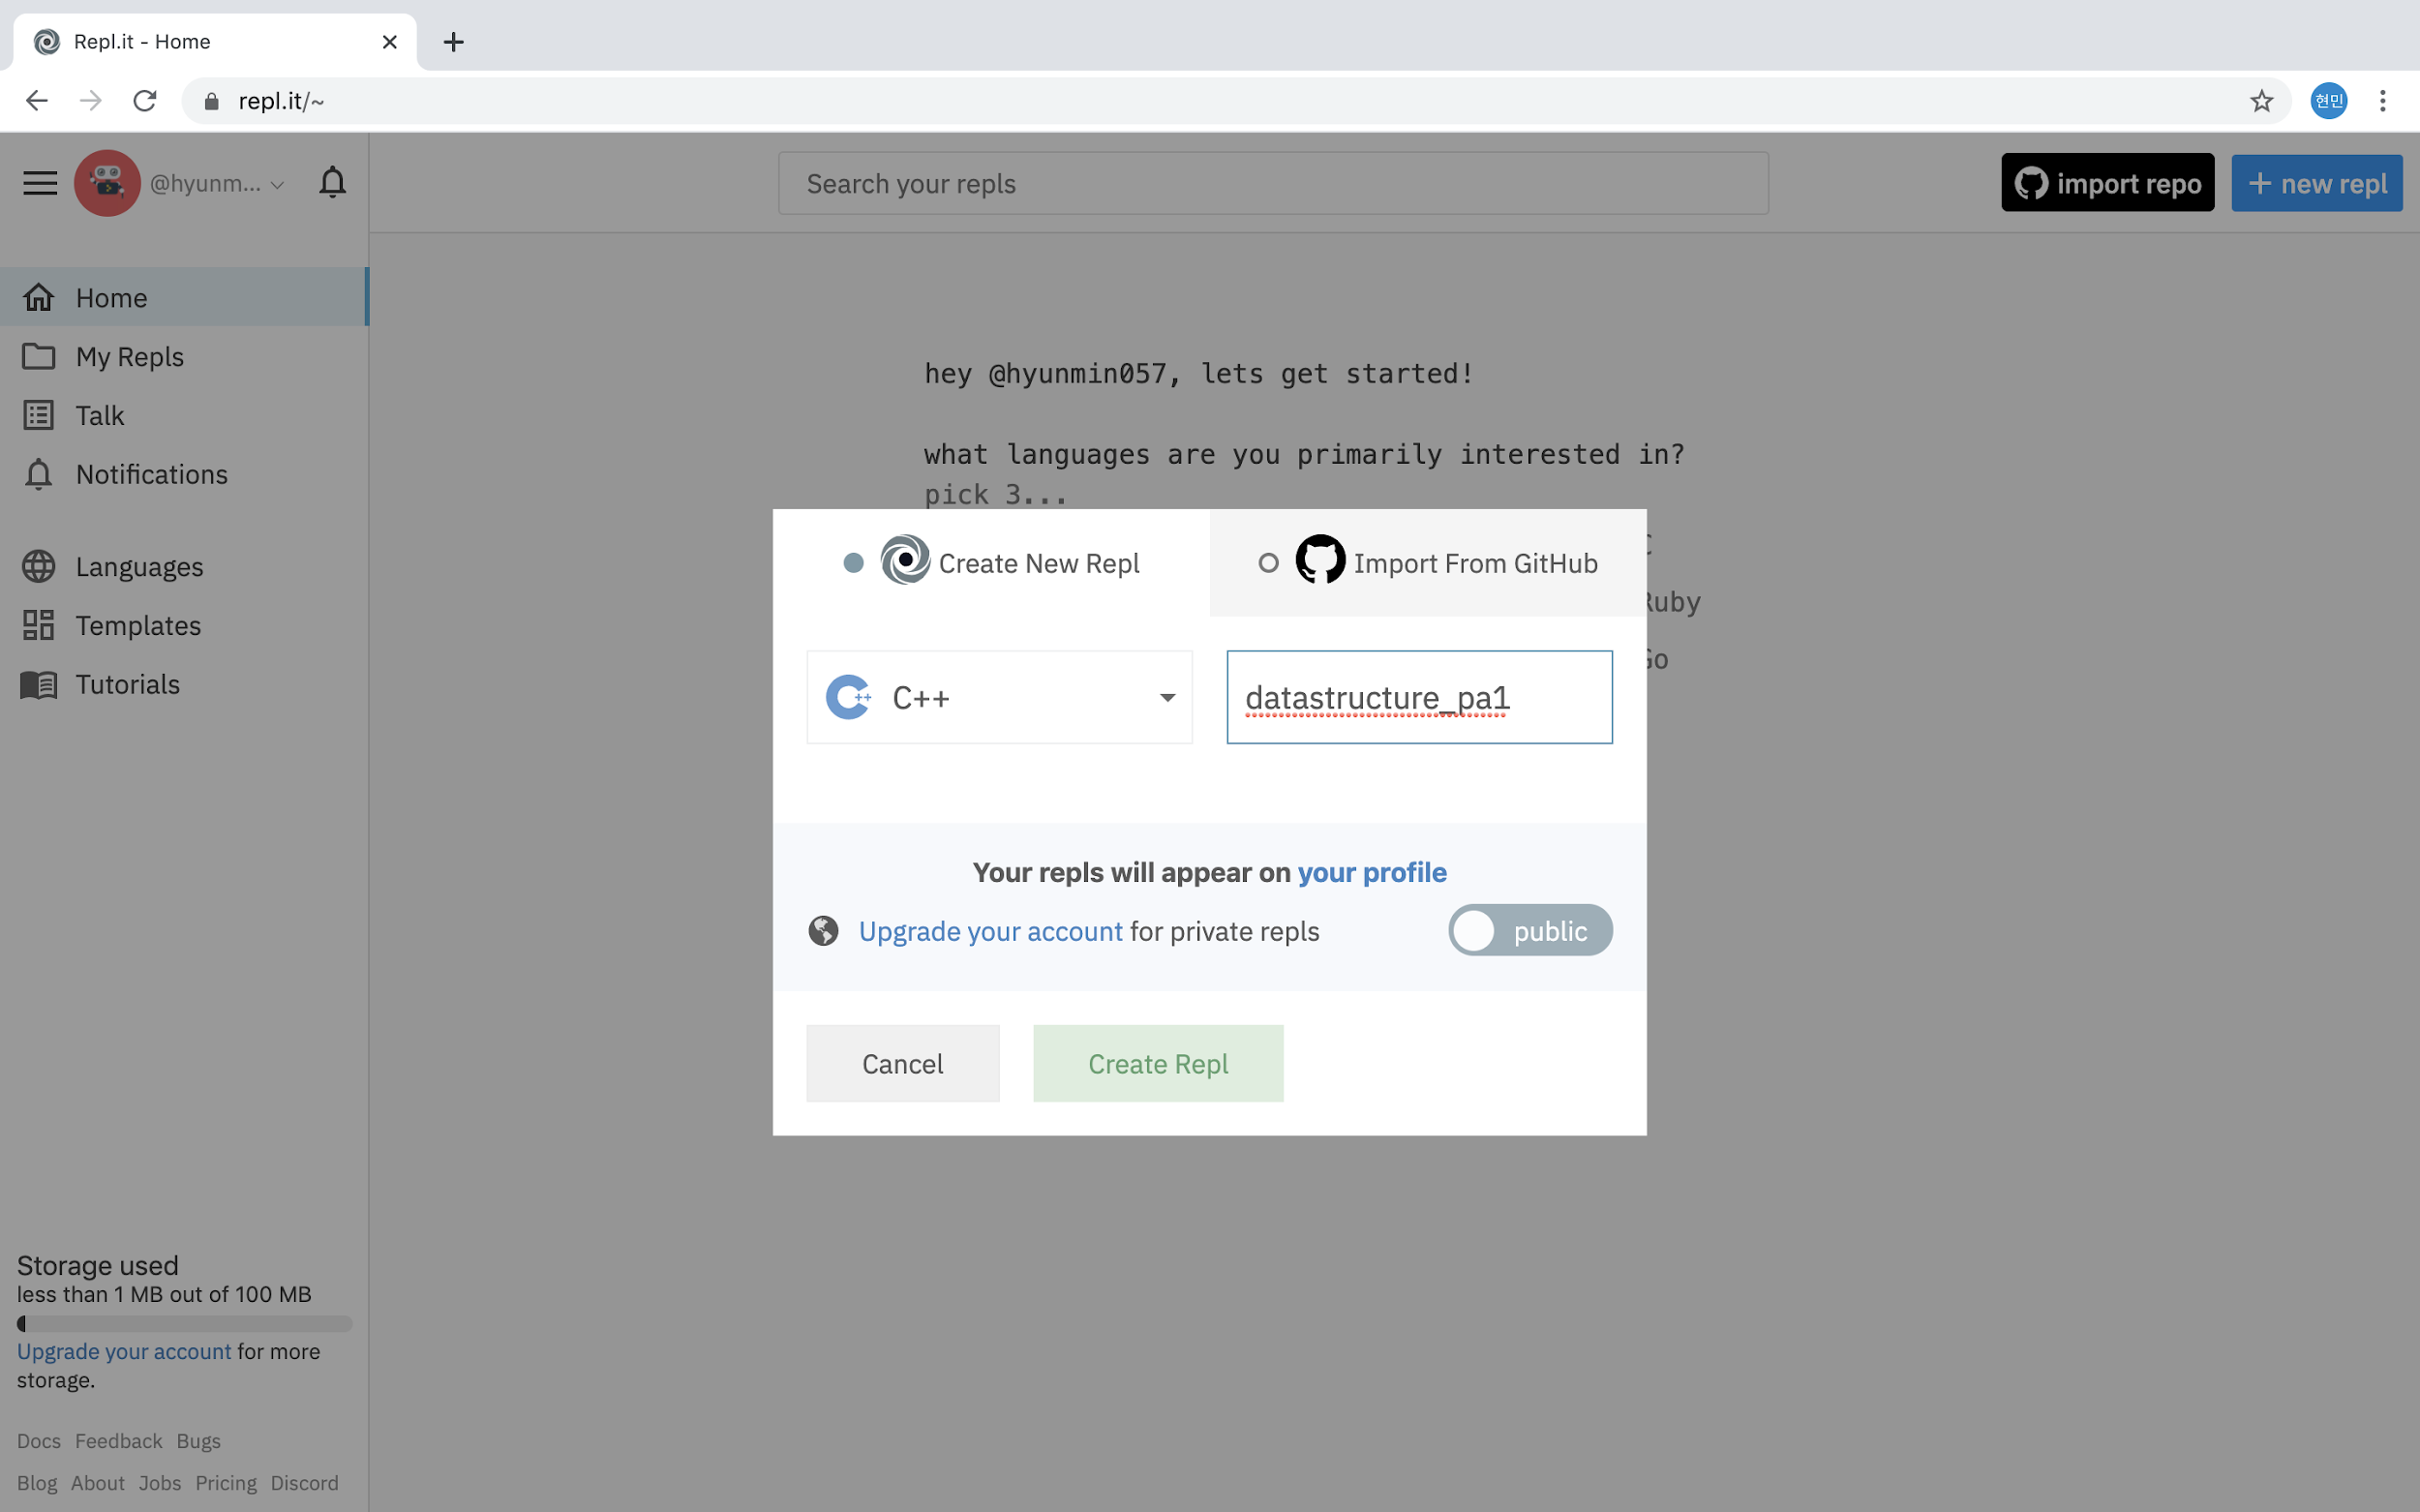 Repl.it - Home
repl.it/~
현민
@hyunm...
Search your repls
import repo
+ new repl
Home
My Repls
Talk
Notifications
Languages
Templates
Tutorials
hey @hyunmin057, lets get started!
what languages are you primarily interested in?
pick 3...
Ruby
Go
Create New Repl
Import From GitHub
C++
datastructure_pa1
Your repls will appear on your profile
Upgrade your account for private repls
public
Cancel
Create Repl
Storage used
less than 1 MB out of 100 MB
Upgrade your account for more
storage.
Docs Feedback Bugs
Blog About Jobs Pricing Discord